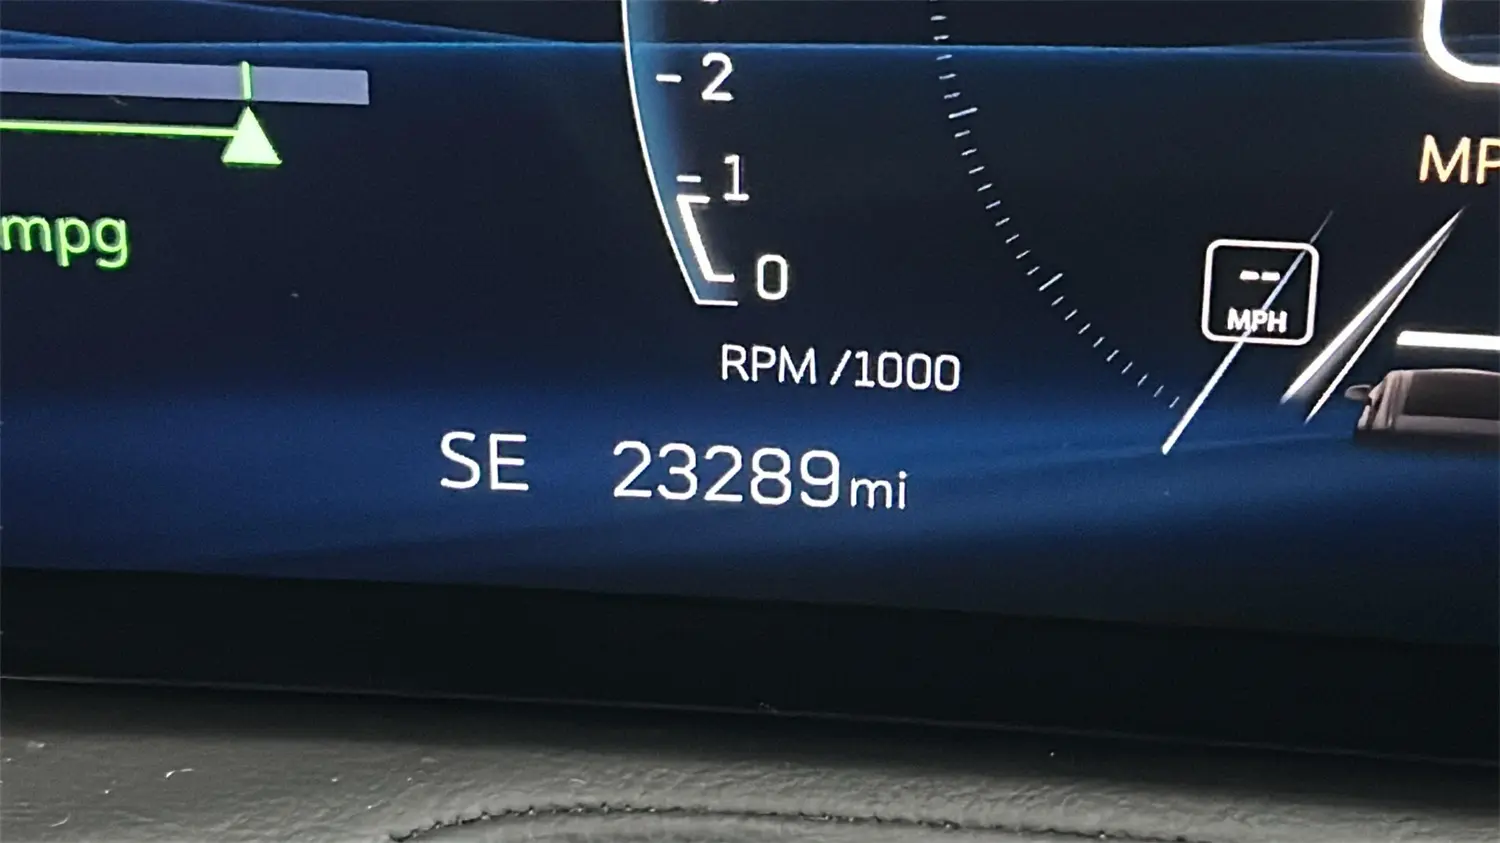 - 2
- 1
0
mpg
RPM /1000
MP
--
MPH
SE 23289mi